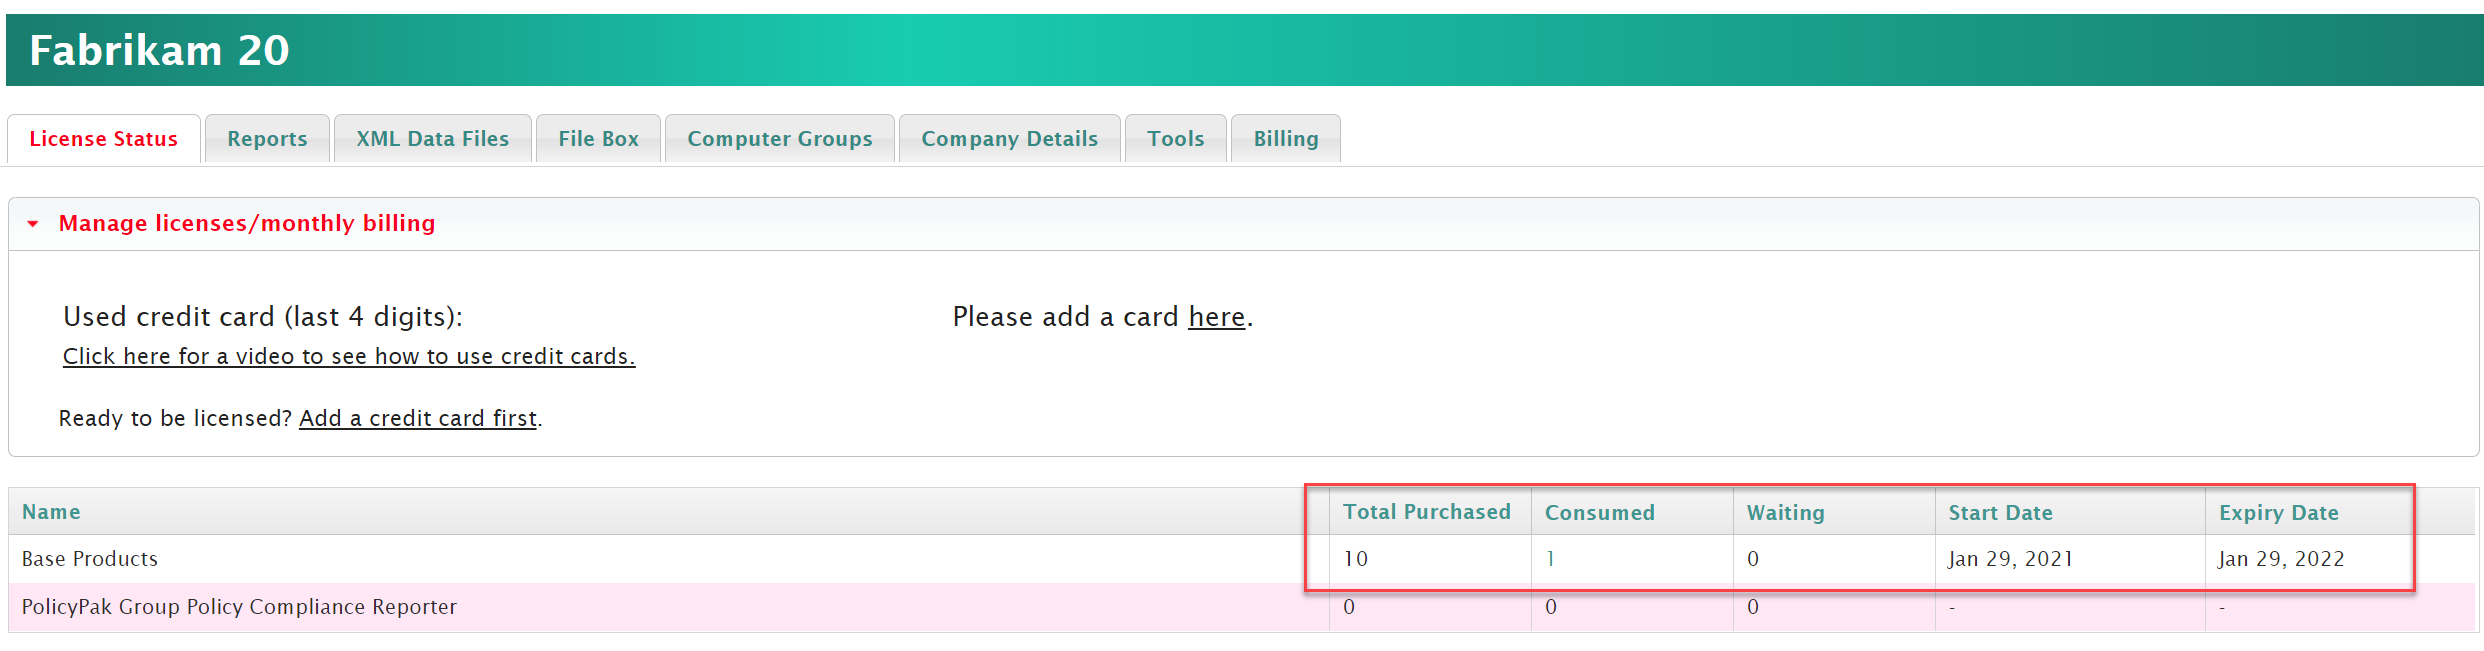 Fabrikam 20
License Status Reports XML Data Files File Box Computer Groups Company Details Tools Billing
Manage licenses/monthly billing
Used credit card (last 4 digits): Please add a card here.
Click here for a video to see how to use credit cards.
Ready to be licensed? Add a credit card first.
Name Total Purchased Consumed Waiting Start Date Expiry Date
Base Products 10 1 0 Jan 29, 2021 Jan 29, 2022
PolicyPak Group Policy Compliance Reporter 0 0 0 - -